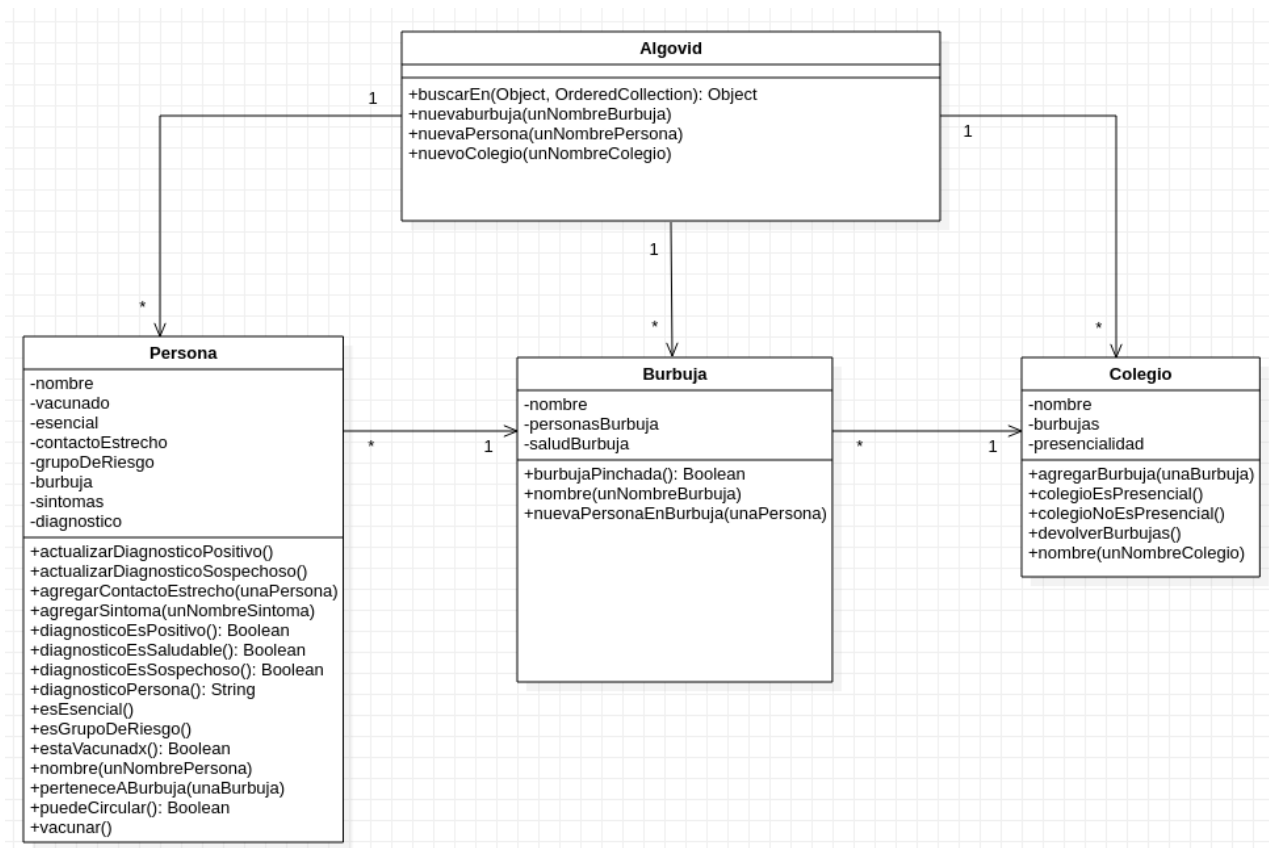 Algovid
+buscarEn(Object, OrderedCollection): Object
+nuevaburbuja(unNombreBurbuja)
+nuevaPersona(unNombrePersona)
+nuevoColegio(unNombreColegio)
1
1
1
*
*
*
Persona
-nombre
-vacunado
-esencial
-contactoEstrecho
-grupoDeRiesgo
-burbuja
-sintomas
-diagnostico
+actualizarDiagnosticoPositivo()
+actualizarDiagnosticoSospechoso()
+agregarContactoEstrecho(unaPersona)
+agregarSintoma(unNombreSintoma)
+diagnosticoEsPositivo(): Boolean
+diagnosticoEsSaludable(): Boolean
+diagnosticoEsSospechoso(): Boolean
+diagnosticoPersona(): String
+esEsencial()
+esGrupoDeRiesgo()
+estaVacunadx(): Boolean
+nombre(unNombrePersona)
+perteneceABurbuja(unaBurbuja)
+puedeCircular(): Boolean
+vacunar()
*
1
Burbuja
-nombre
-personasBurbuja
-saludBurbuja
+burbujaPinchada(): Boolean
+nombre(unNombreBurbuja)
+nuevaPersonaEnBurbuja(unaPersona)
*
1
Colegio
-nombre
-burbujas
-presencialidad
+agregarBurbuja(unaBurbuja)
+colegioEsPresencial()
+colegioNoEsPresencial()
+devolverBurbujas()
+nombre(unNombreColegio)